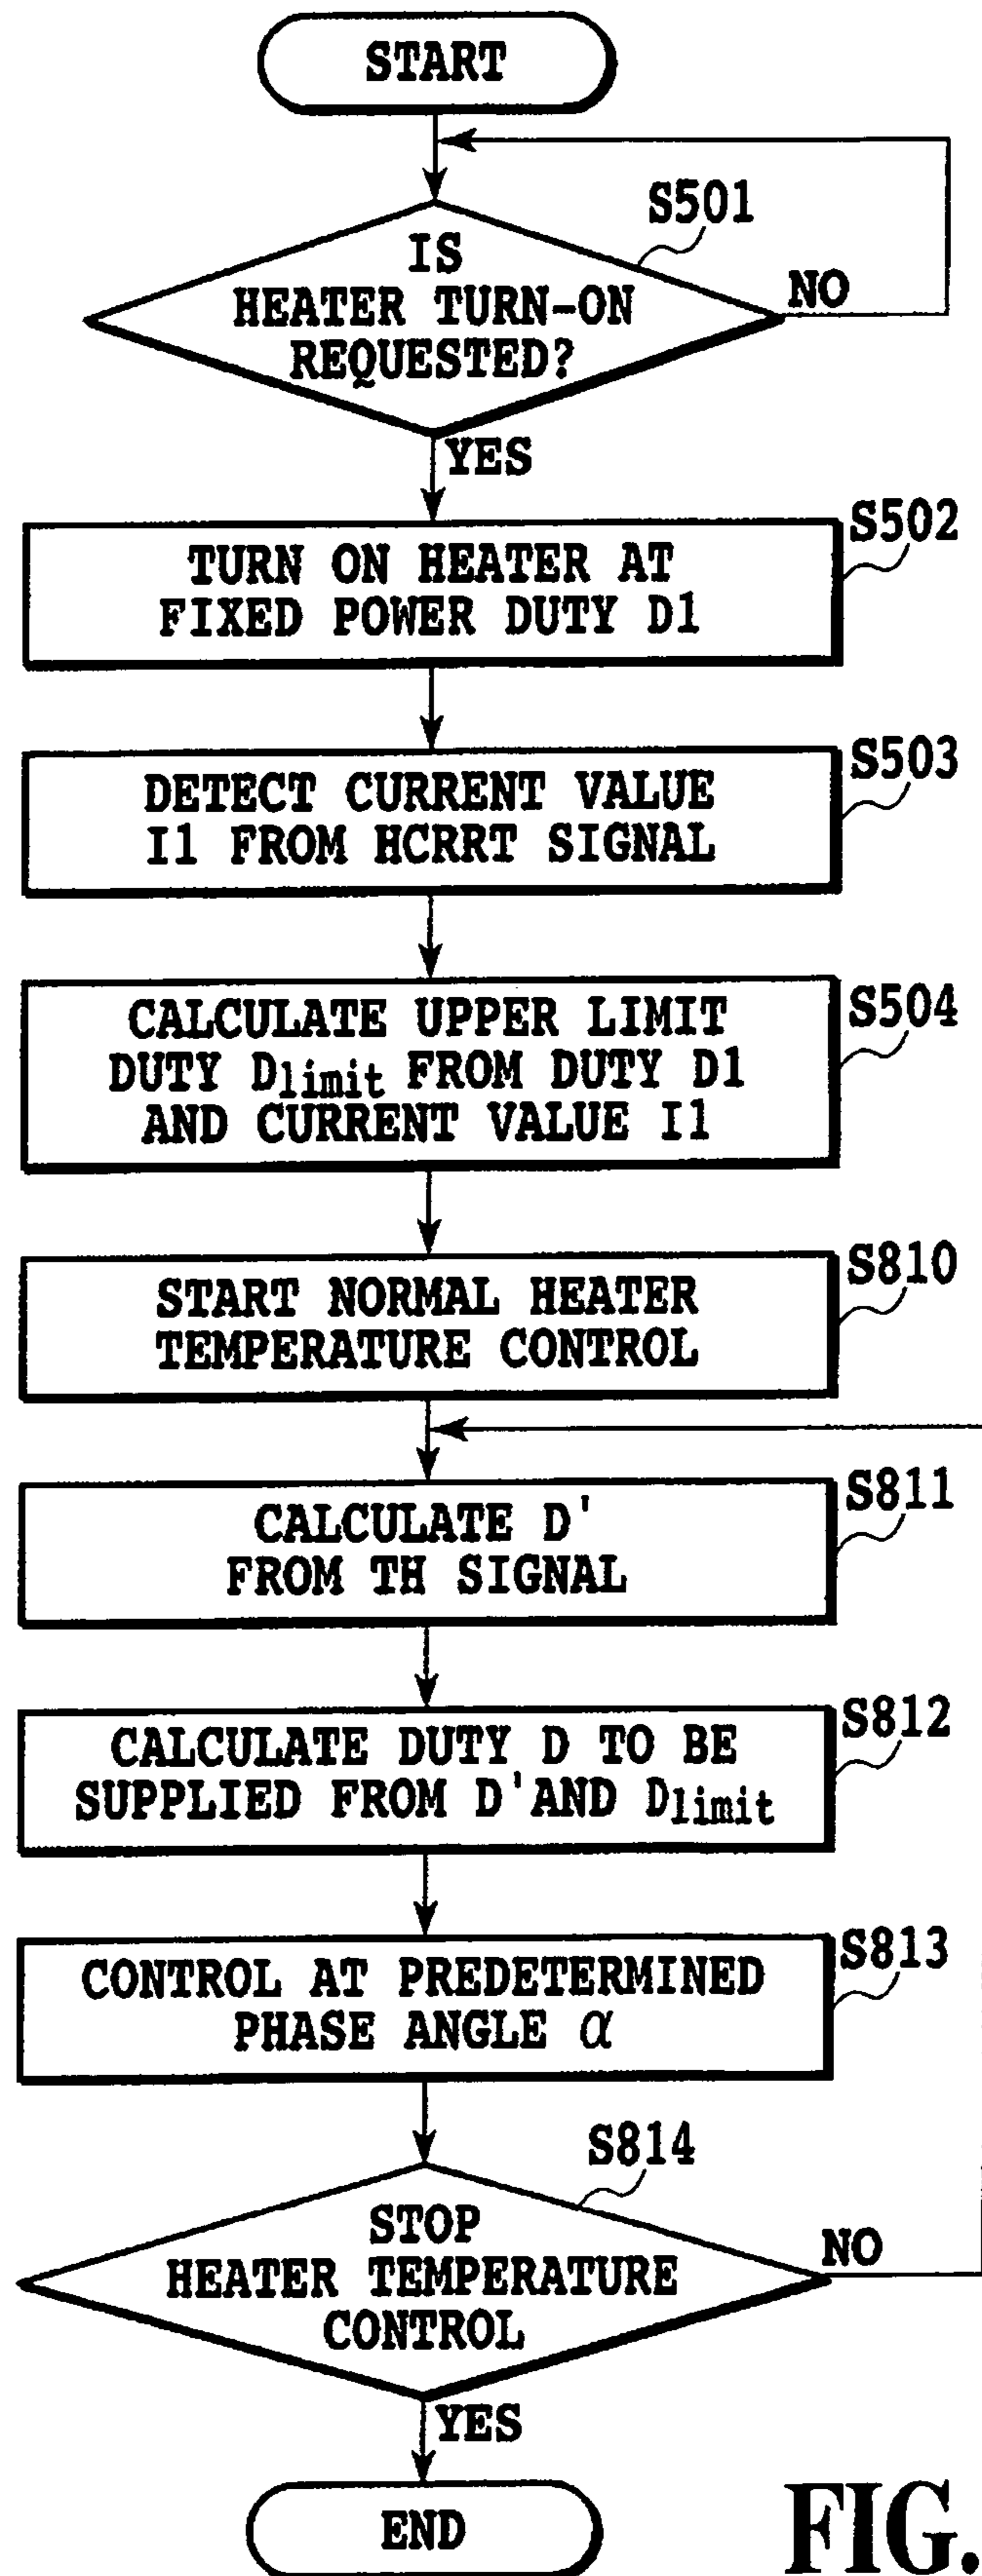 START
S501
IS
HEATER TURN-ON
REQUESTED?
NO
YES
S502
TURN ON HEATER AT
FIXED POWER DUTY D1
S503
DETECT CURRENT VALUE
I1 FROM HCRRT SIGNAL
S504
CALCULATE UPPER LIMIT
DUTY Dlimit FROM DUTY D1
AND CURRENT VALUE I1
S810
START NORMAL HEATER
TEMPERATURE CONTROL
S811
CALCULATE D'
FROM TH SIGNAL
S812
CALCULATE DUTY D TO BE
SUPPLIED FROM D'AND Dlimit
S813
CONTROL AT PREDETERMINED
PHASE ANGLE α
S814
STOP
HEATER TEMPERATURE
CONTROL
NO
YES
END
FIG.